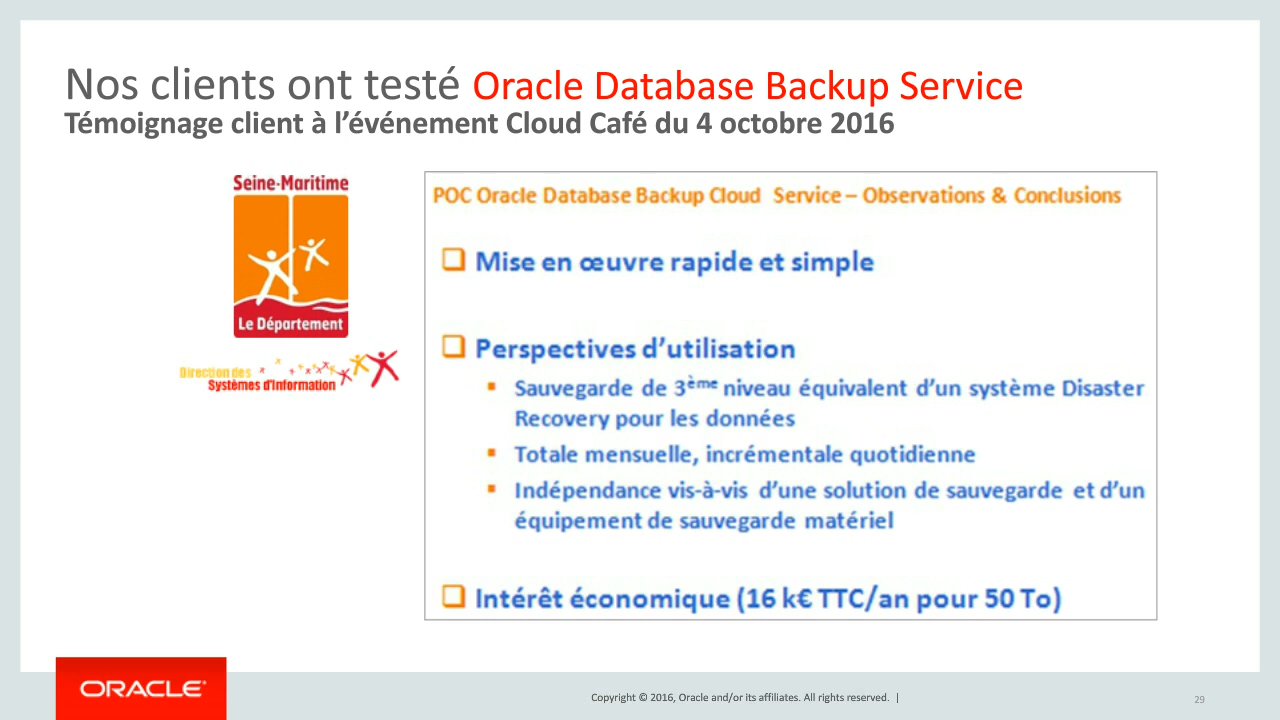 Nos clients ont testé Oracle Database Backup Service
Témoignage client à l’événement Cloud Café du 4 octobre 2016
Seine-Maritime
Le Département
Direction des
Systèmes d'Information
POC Oracle Database Backup Cloud Service – Observations & Conclusions
❑ Mise en œuvre rapide et simple
❑ Perspectives d’utilisation
▪ Sauvegarde de 3ème niveau équivalent d’un système Disaster
Recovery pour les données
▪ Totale mensuelle, incrémentale quotidienne
▪ Indépendance vis-à-vis d’une solution de sauvegarde et d’un
équipement de sauvegarde matériel
❑ Intérêt économique (16 k€ TTC/an pour 50 To)
ORACLE®
Copyright © 2016, Oracle and/or its affiliates. All rights reserved. |
29